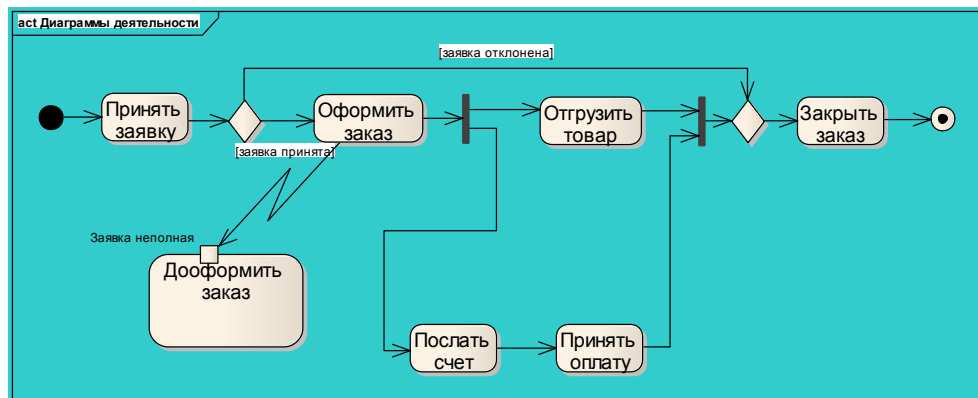 act Диаграммы деятельности
[заявка отклонена]
Принять
заявку
Оформить
заказ
Отгрузить
товар
Закрыть
заказ
[заявка принята]
Заявка неполная
Дооформить
заказ
Послать
счет
Принять
оплату